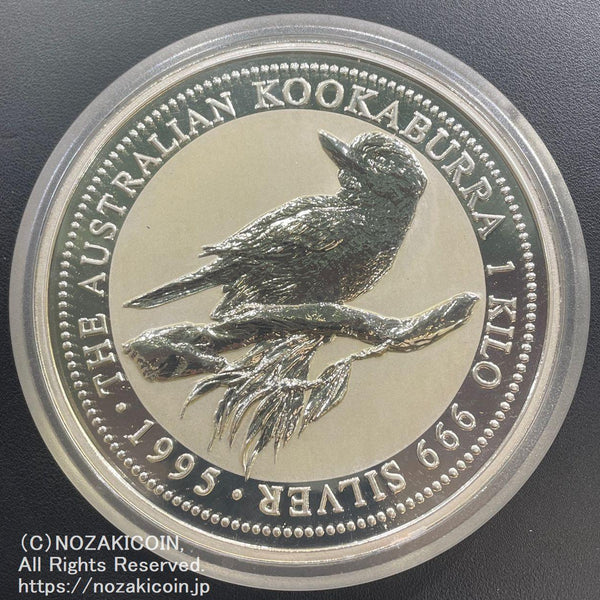 · THE AUSTRALIAN KOOKABURRA 1 KILO 999 SILVER · 1995
(C)NOZAKICOIN,
All Rights Reserved.
https://nozakicoin.jp